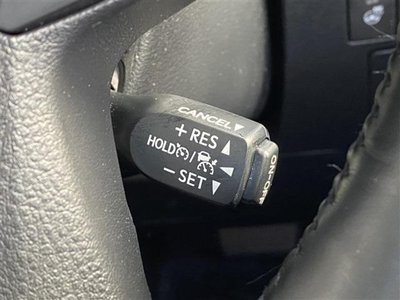 CANCEL▼
+ RES ▲
HOLD / ◀
− SET ▼
ON-OFF